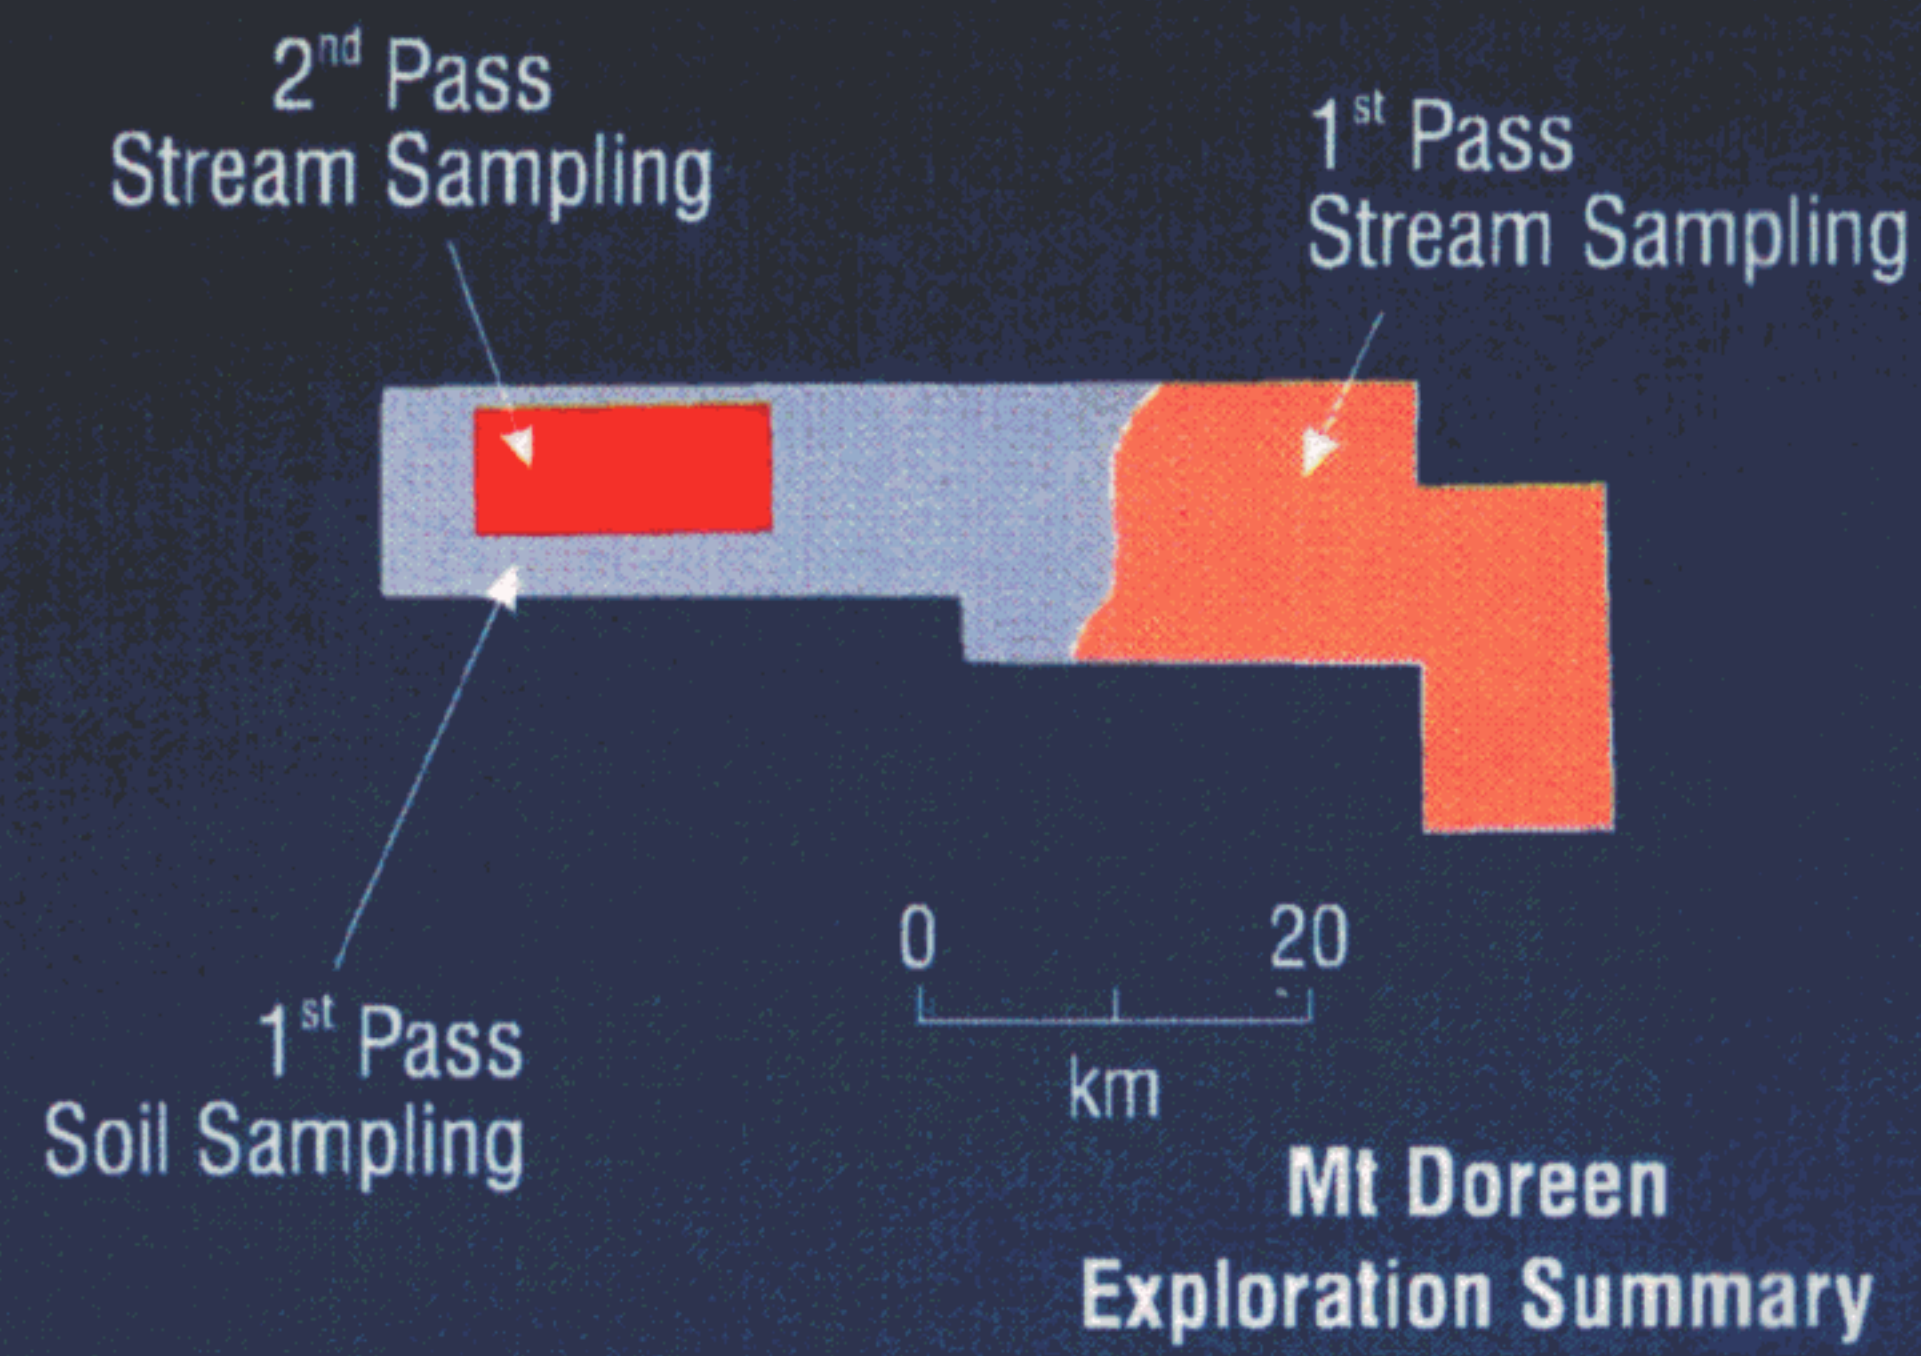 2nd Pass
Stream Sampling
1st Pass
Stream Sampling
0 20
km
1st Pass
Soil Sampling
Mt Doreen
Exploration Summary